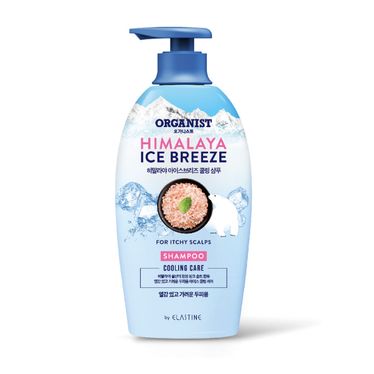 ORGANIST
오가니스트
HIMALAYA
ICE BREEZE
히말라야 아이스브리즈 쿨링 샴푸
FOR ITCHY SCALPS
SHAMPOO
COOLING CARE
열감 있고 가려운 두피용
by ELASTINE